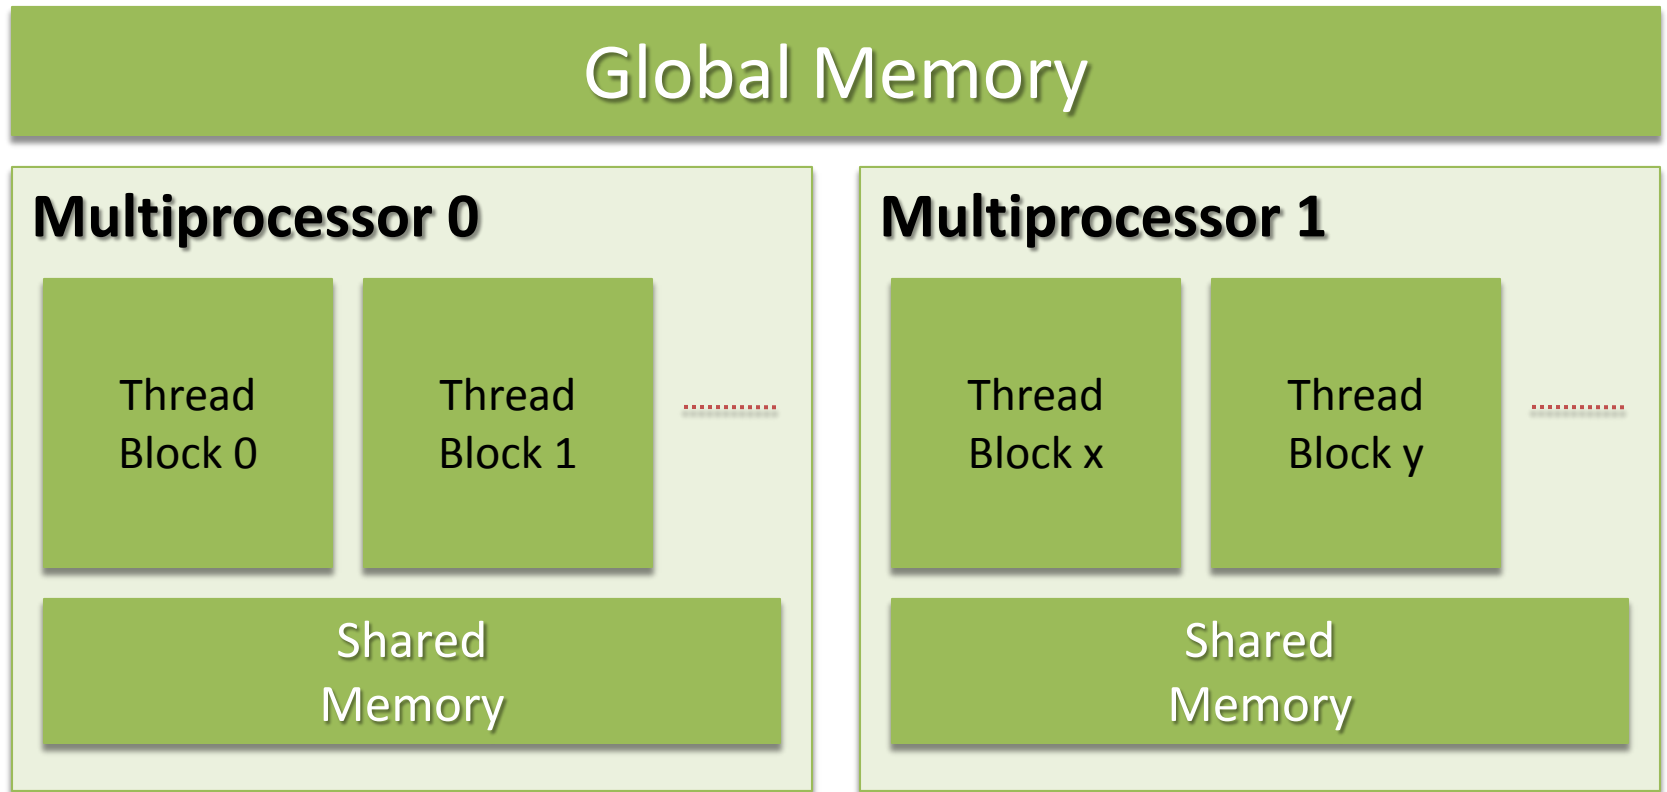 Global Memory
Multiprocessor 0
Thread
Block 0
Thread
Block 1
Shared
Memory
Multiprocessor 1
Thread
Block x
Thread
Block y
Shared
Memory